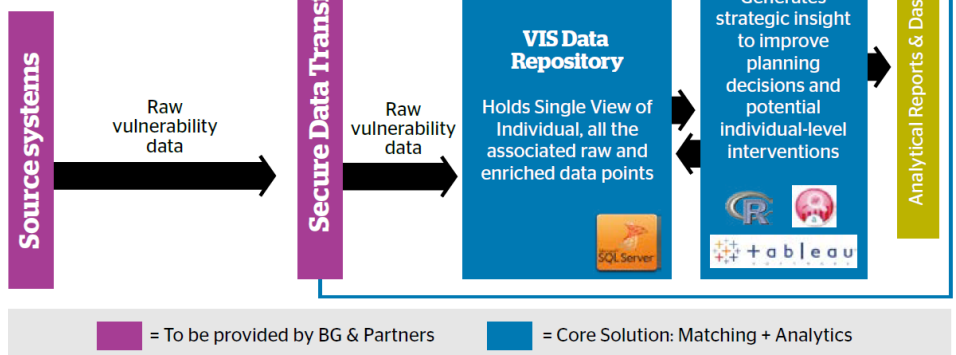 Source systems
Raw
vulnerability
data
Secure Data Transf
Raw
vulnerability
data
VIS Data
Repository
Holds Single View of
Individual, all the
associated raw and
enriched data points
SQL Server
Generates
strategic insight
to improve
planning
decisions and
potential
individual-level
interventions
R
tableau
Analytical Reports & Das
= To be provided by BG & Partners
= Core Solution: Matching + Analytics